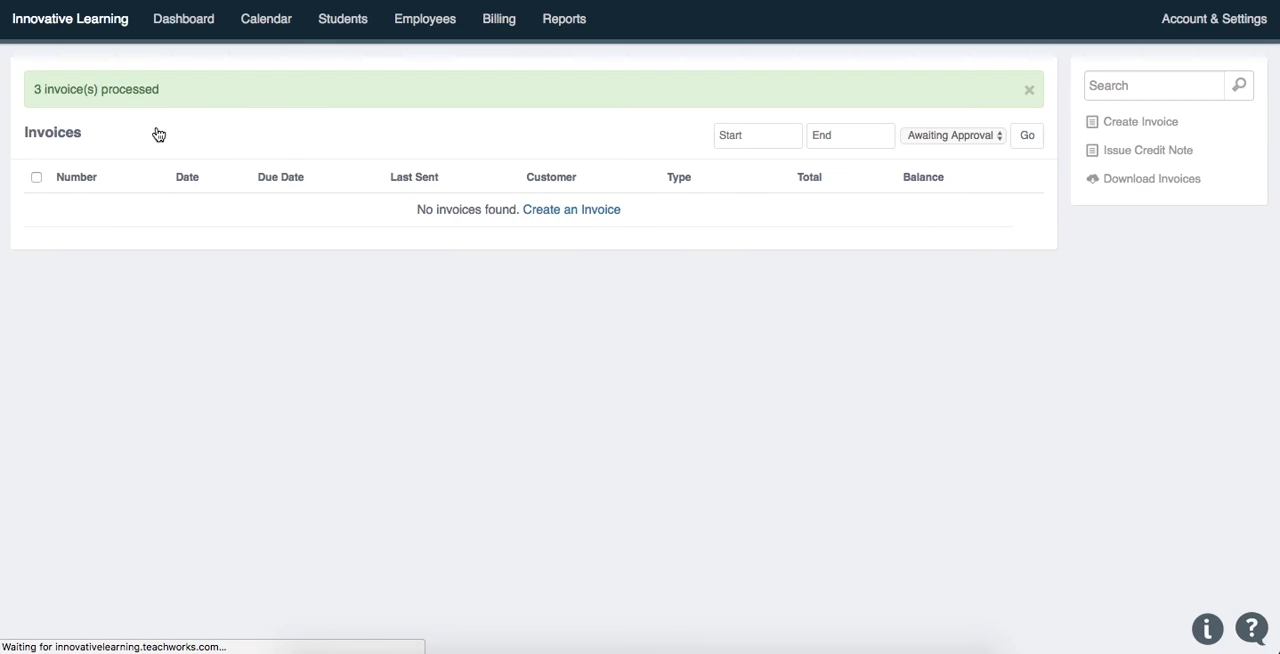 Innovative Learning Dashboard Calendar Students Employees Billing Reports Account & Settings
3 invoice(s) processed ×
Search
Invoices Start End Awaiting Approval Go
Create Invoice
Issue Credit Note
Download Invoices
Number Date Due Date Last Sent Customer Type Total Balance
No invoices found. Create an Invoice
Waiting for innovativelearning.teachworks.com...